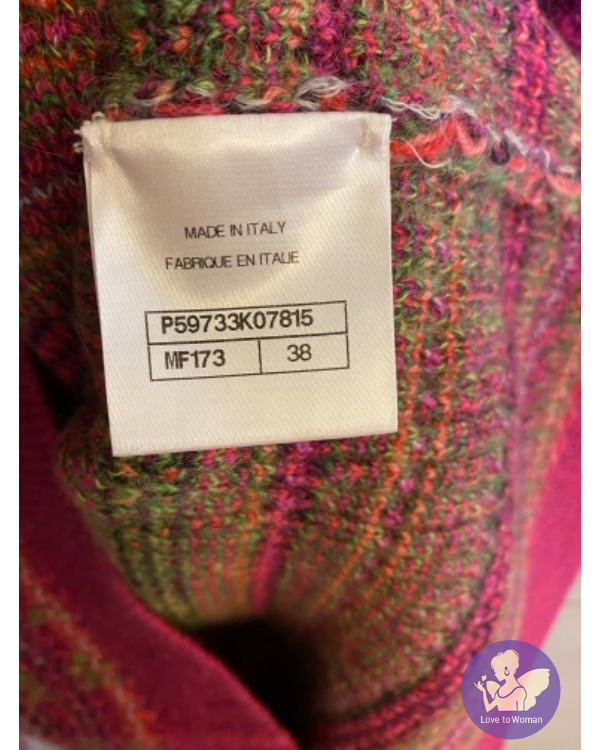 MADE IN ITALY
FABRIQUE EN ITALIE
P59733K07815
MF173 38
Love to Woman